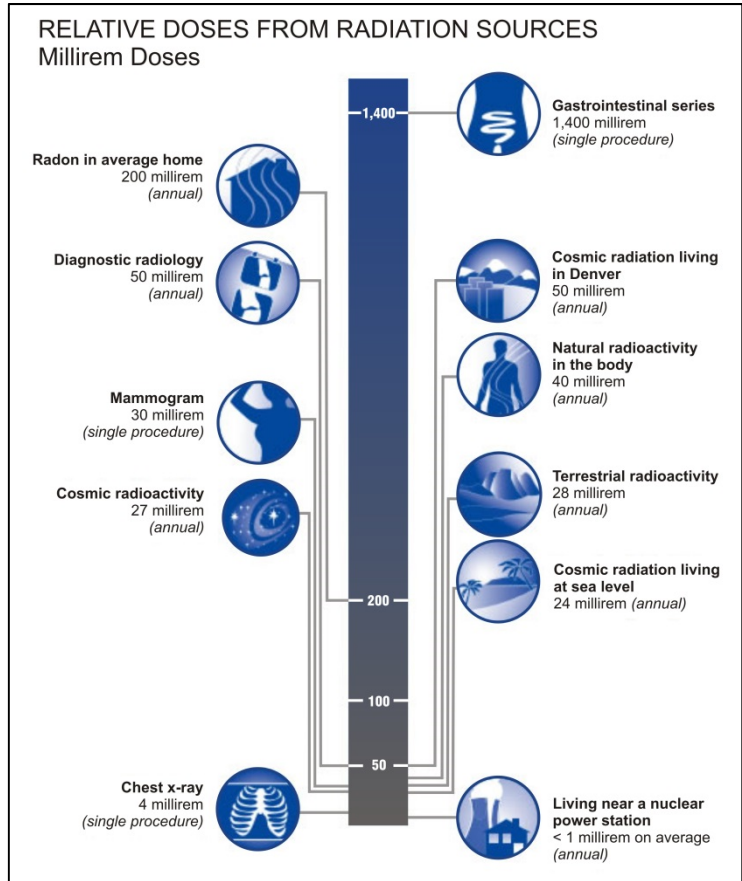 RELATIVE DOSES FROM RADIATION SOURCES
Millirem Doses
1,400
Gastrointestinal series
1,400 millirem
(single procedure)
Radon in average home
200 millirem
(annual)
Diagnostic radiology
50 millirem
(annual)
Cosmic radiation living
in Denver
50 millirem
(annual)
Natural radioactivity
in the body
40 millirem
(annual)
Mammogram
30 millirem
(single procedure)
Cosmic radioactivity
27 millirem
(annual)
Terrestrial radioactivity
28 millirem
(annual)
Cosmic radiation living
at sea level
24 millirem (annual)
200
100
50
Chest x-ray
4 millirem
(single procedure)
Living near a nuclear
power station
< 1 millirem on average
(annual)